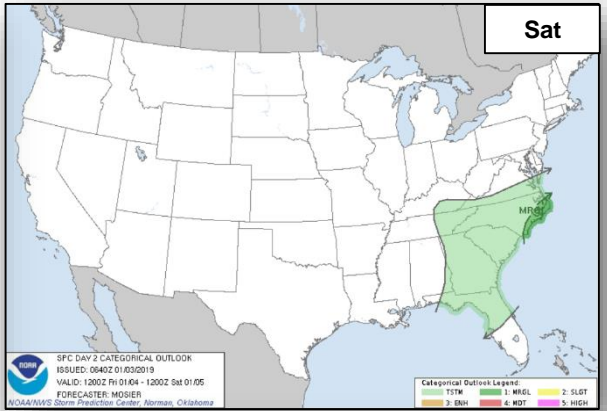 Sat
MRGL
SPC DAY 2 CATEGORICAL OUTLOOK
ISSUED: 0640Z 01/03/2019
VALID: 1200Z Fri 01/04 - 1200Z Sat 01/05
FORECASTER: MOSIER
NOAA/NWS Storm Prediction Center, Norman, Oklahoma
NOAA
Categorical Outlook Legend:
TSTM 1: MRGL 2: SLGT
3: ENH 4: MDT 5: HIGH